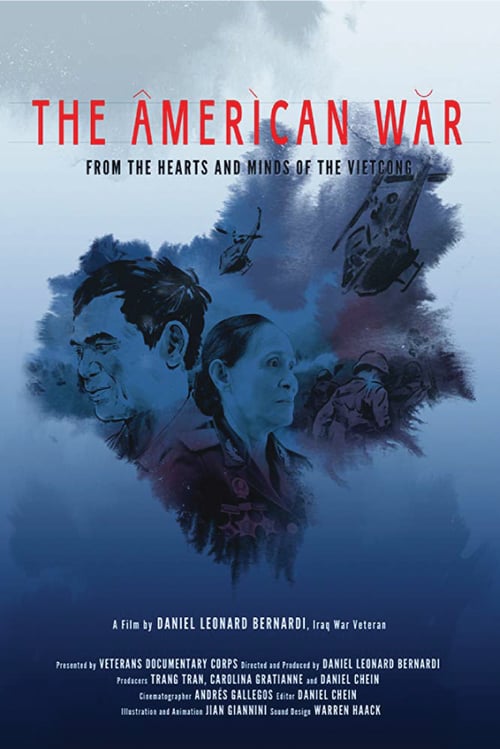 THE ÂMERÌCAN WĂR
FROM THE HEARTS AND MINDS OF THE VIETCONG
A Film by DANIEL LEONARD BERNARDI, Iraq War Veteran
Presented by VETERANS DOCUMENTARY CORPS Directed and Produced by DANIEL LEONARD BERNARDI
Producers TRANG TRAN, CAROLINA GRATIANNE and DANIEL CHEIN
Cinematographer ANDRÉS GALLEGOS Editor DANIEL CHEIN
Illustration and Animation JIAN GIANNINI Sound Design WARREN HAACK